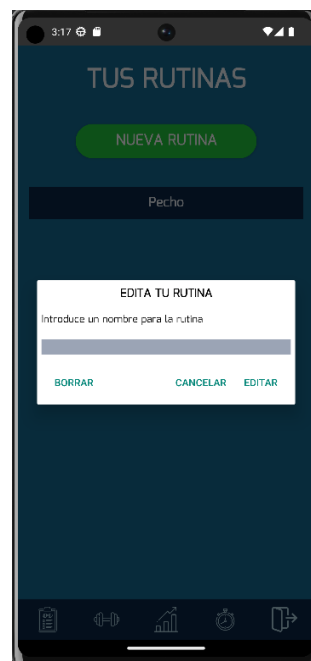 3:17
TUS RUTINAS
NUEVA RUTINA
Pecho
EDITA TU RUTINA
Introduce un nombre para la rutina
BORRAR CANCELAR EDITAR